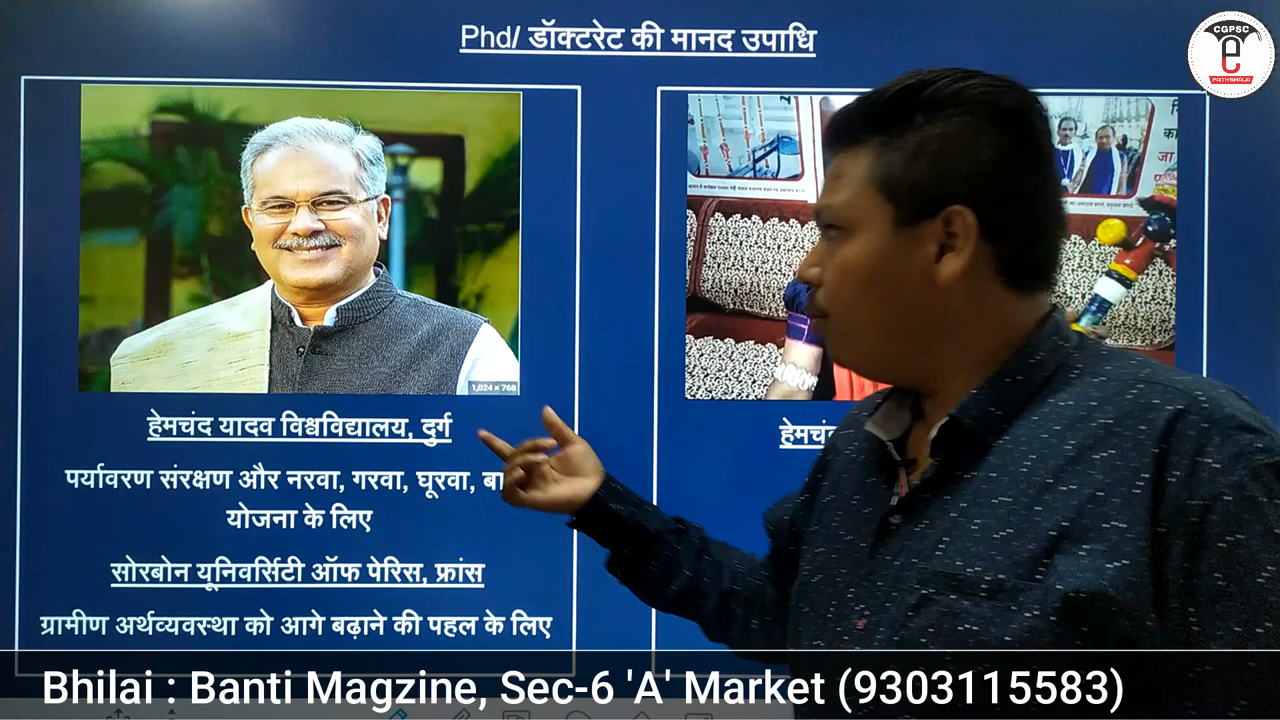 Phd/ डॉक्टरेट की मानद उपाधि
CGPSC
e
PATHSHALA
1,024 × 768
हेमचंद यादव विश्वविद्यालय, दुर्ग
पर्यावरण संरक्षण और नरवा, गरवा, घूरवा,
योजना के लिए
सोरबोन यूनिवर्सिटी ऑफ पेरिस, फ्रांस
ग्रामीण अर्थव्यवस्था को आगे बढ़ाने की पहल के लिए
Bhilai : Banti Magzine, Sec-6 'A' Market (9303115583)